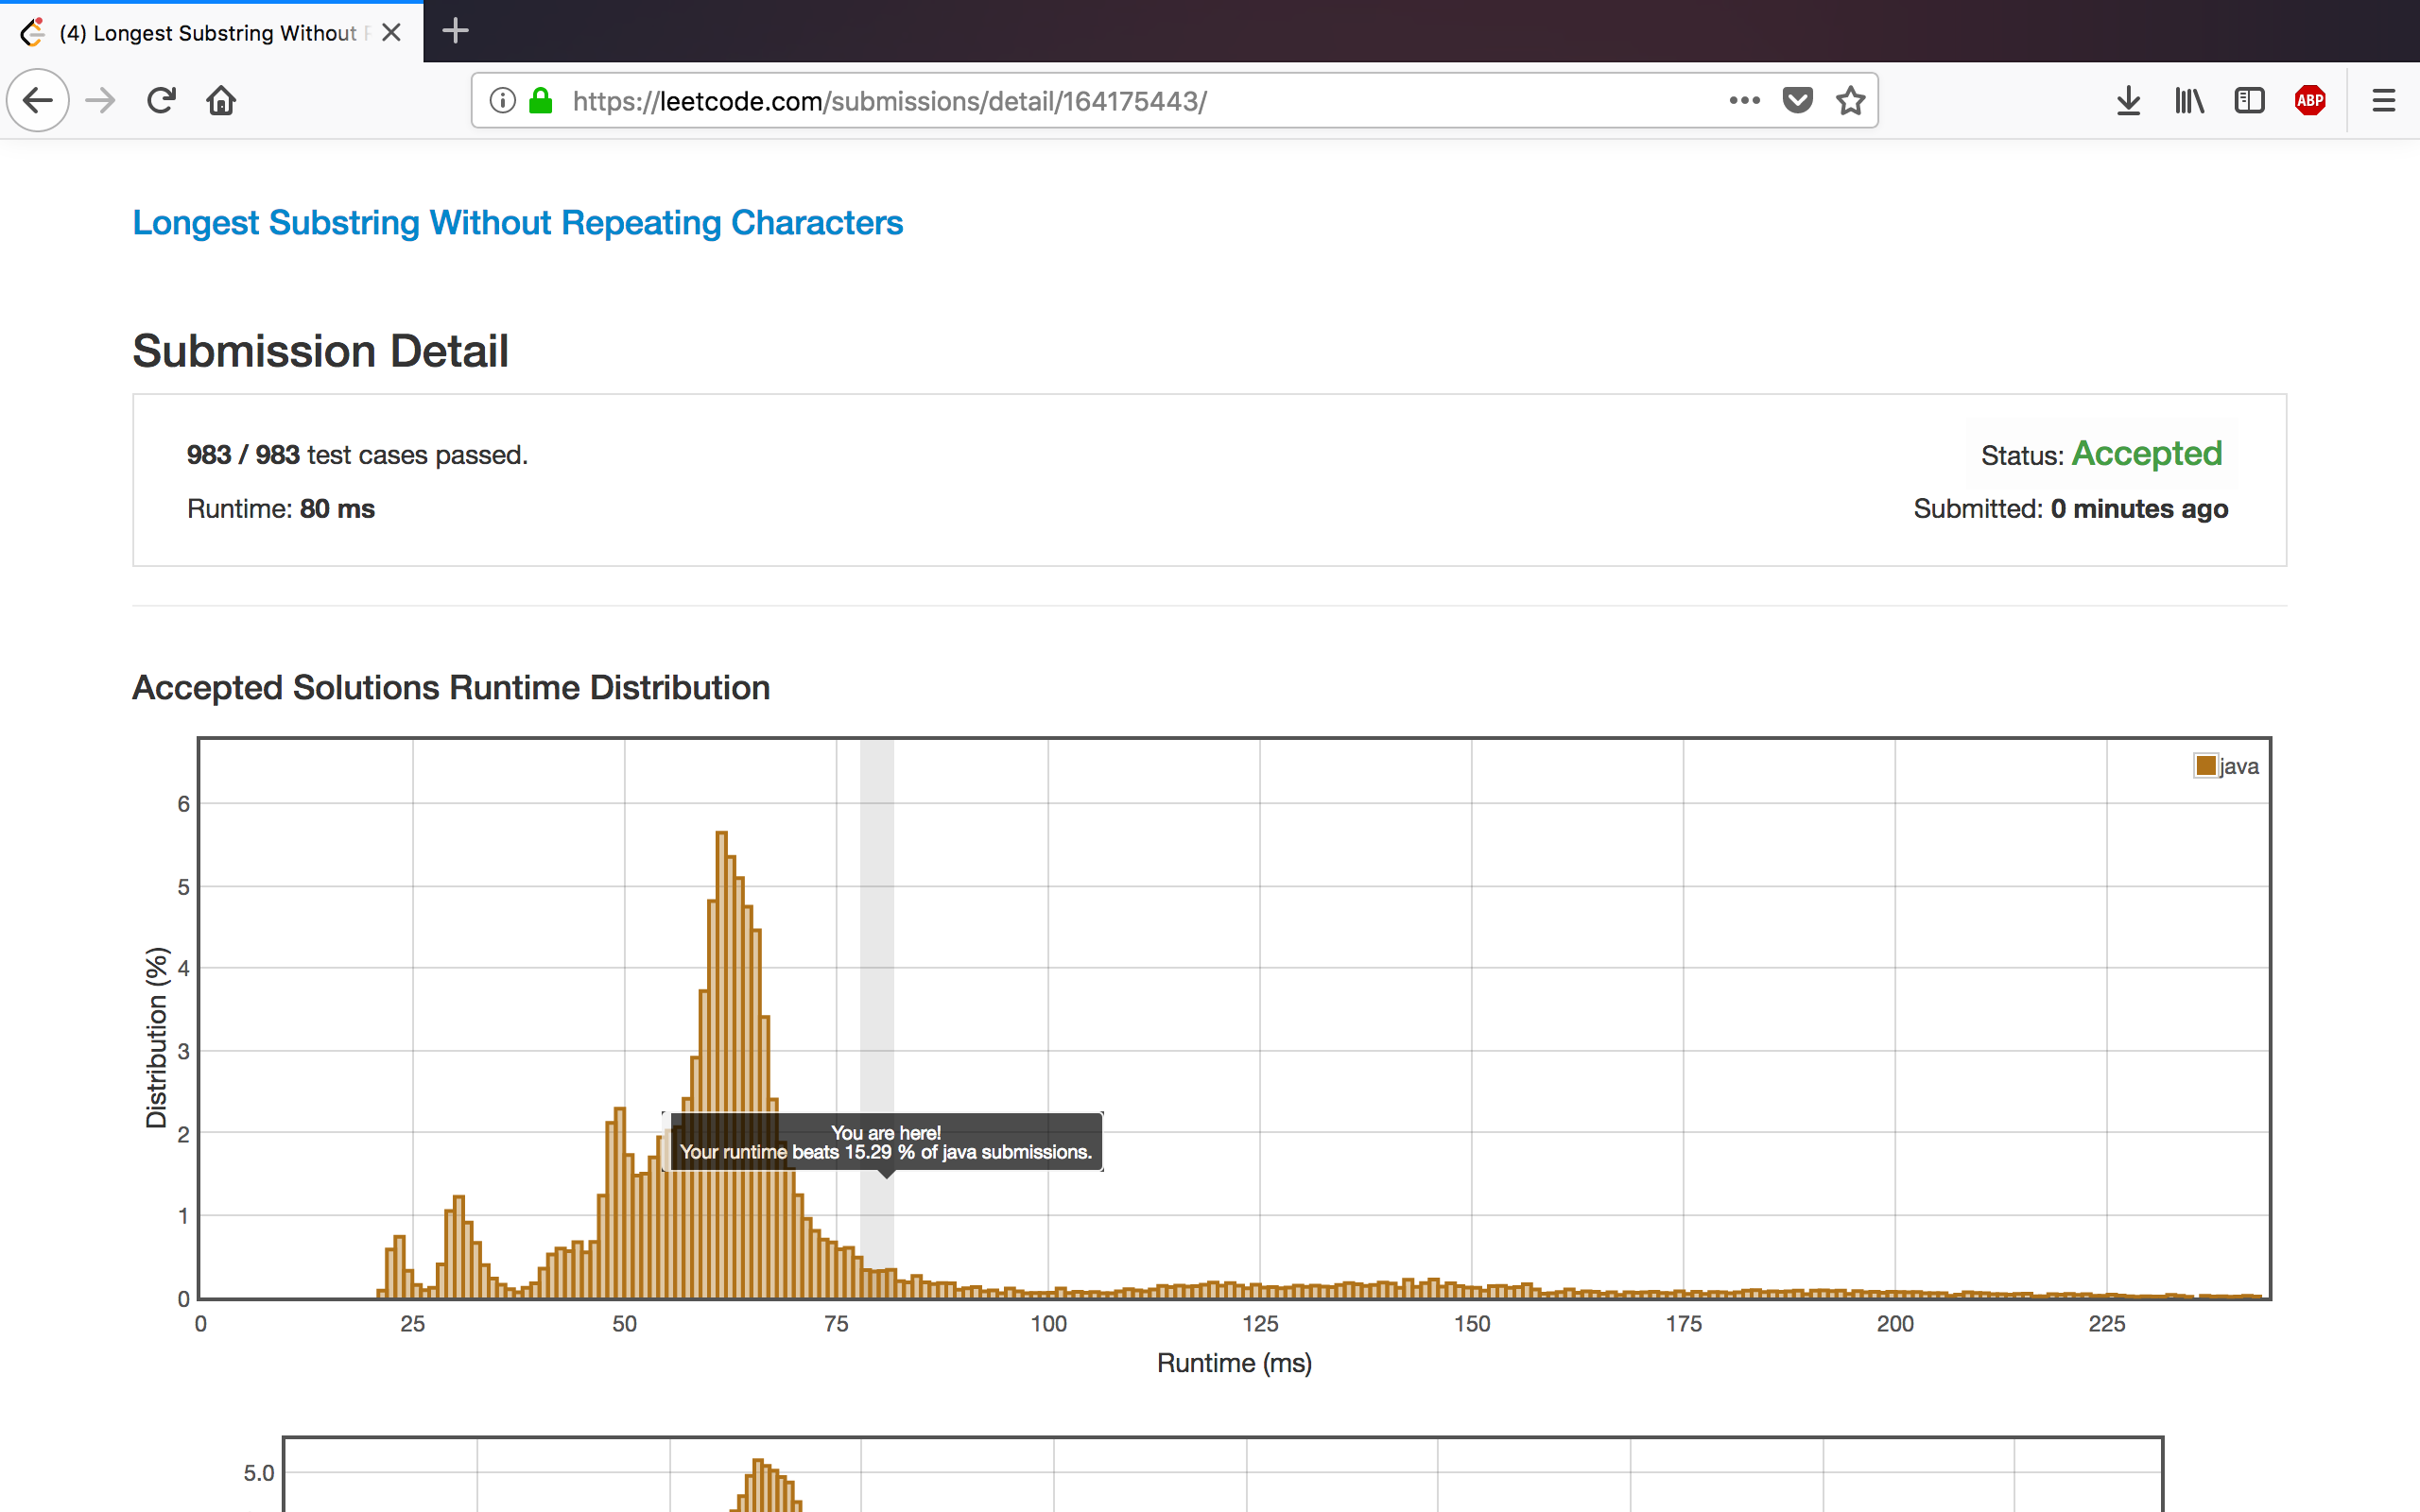 (4) Longest Substring Without
https://leetcode.com/submissions/detail/164175443/
ABP
Longest Substring Without Repeating Characters
Submission Detail
983 / 983 test cases passed.
Status: Accepted
Runtime: 80 ms
Submitted: 0 minutes ago
Accepted Solutions Runtime Distribution
java
6
5
4
3
2
1
0
Distribution (%)
You are here!
Your runtime beats 15.29 % of java submissions.
0 25 50 75 100 125 150 175 200 225
Runtime (ms)
5.0